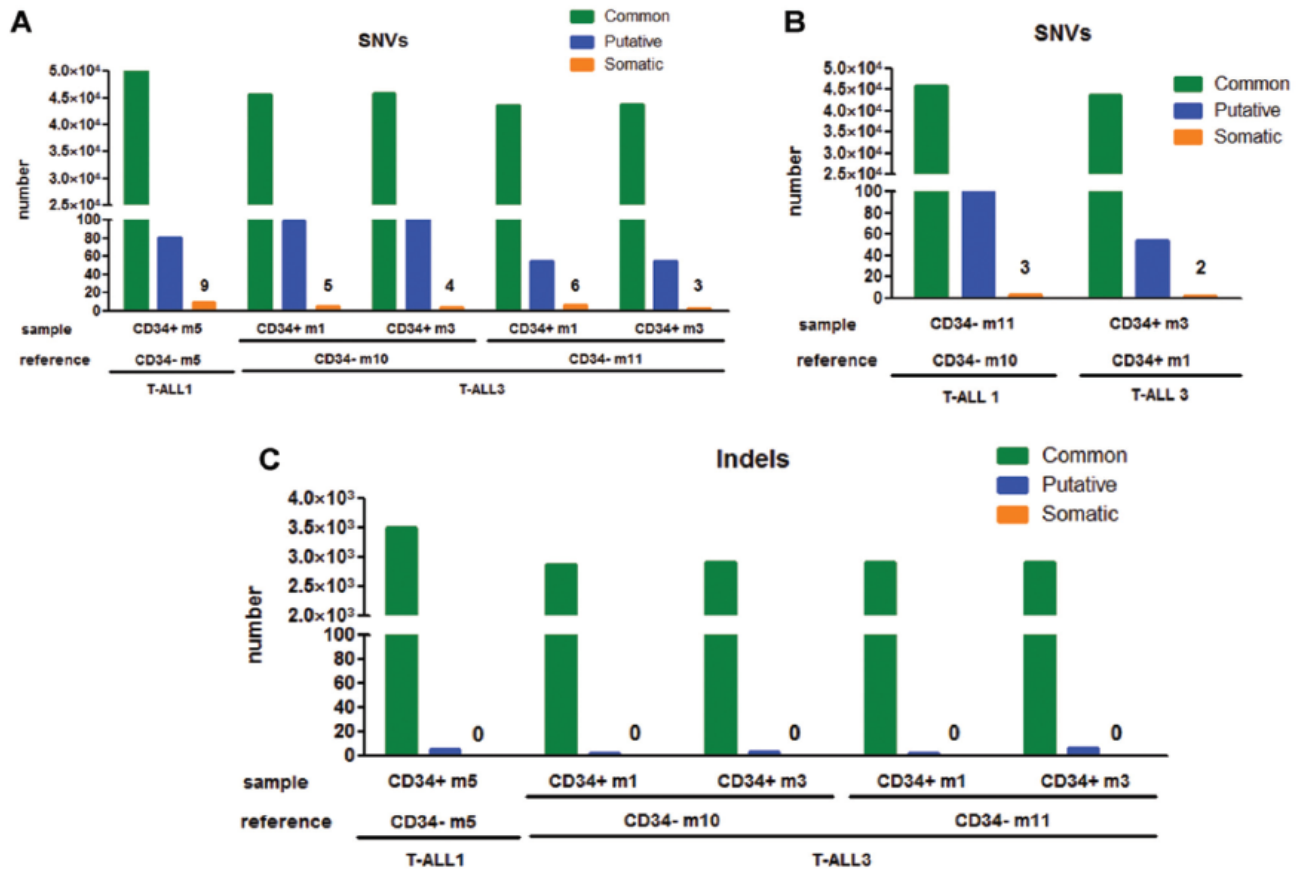 A
SNVs
Common
Putative
Somatic
number
5.0×10⁴
4.5×10⁴
4.0×10⁴
3.5×10⁴
3.0×10⁴
2.5×10⁴
100
80
60
40
20
0
9
5
4
6
3
sample CD34+ m5 CD34+ m1 CD34+ m3 CD34+ m1 CD34+ m3
reference CD34- m5 CD34- m10 CD34- m11
T-ALL1 T-ALL3
B
SNVs
Common
Putative
Somatic
number
5.0×10⁴
4.5×10⁴
4.0×10⁴
3.5×10⁴
3.0×10⁴
2.5×10⁴
100
80
60
40
20
0
3
2
sample CD34- m11 CD34+ m3
reference CD34- m10 CD34+ m1
T-ALL 1 T-ALL 3
C
Indels
Common
Putative
Somatic
number
4.0×10³
3.5×10³
3.0×10³
2.5×10³
2.0×10³
100
80
60
40
20
0
0
0
0
0
0
sample CD34+ m5 CD34+ m1 CD34+ m3 CD34+ m1 CD34+ m3
reference CD34- m5 CD34- m10 CD34- m11
T-ALL1 T-ALL3